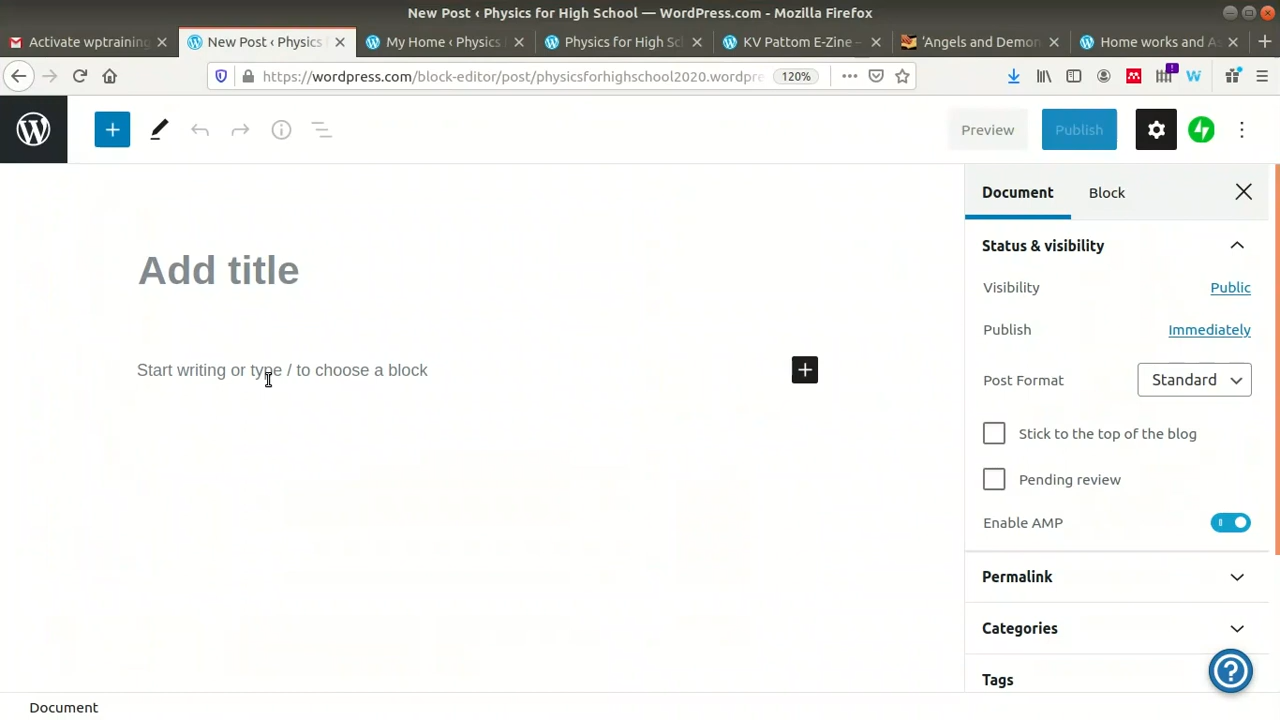 New Post ‹ Physics for High School — WordPress.com - Mozilla Firefox
Activate wptraining
New Post ‹ Physics
My Home ‹ Physics
Physics for High Sc
KV Pattom E-Zine –
'Angels and Demon
Home works and As
https://wordpress.com/block-editor/post/physicsforhighschool2020.wordpre
120%
Preview
Publish
Document
Block
Add title
Status & visibility
Visibility
Public
Publish
Immediately
Start writing or type / to choose a block
Post Format
Standard
Stick to the top of the blog
Pending review
Enable AMP
Permalink
Categories
Tags
Document